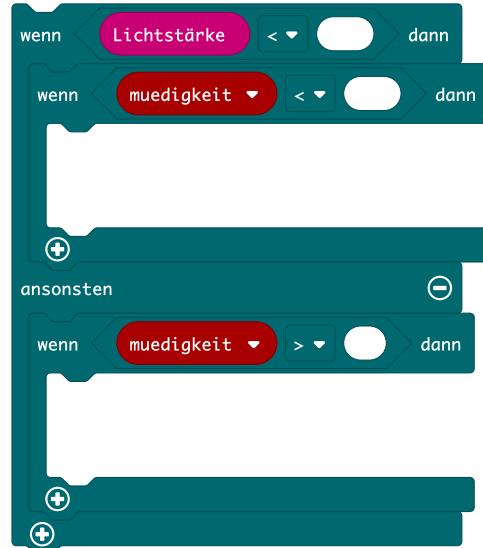 wenn Lichtstärke < dann
wenn muedigkeit < dann
ansonsten
wenn muedigkeit > dann